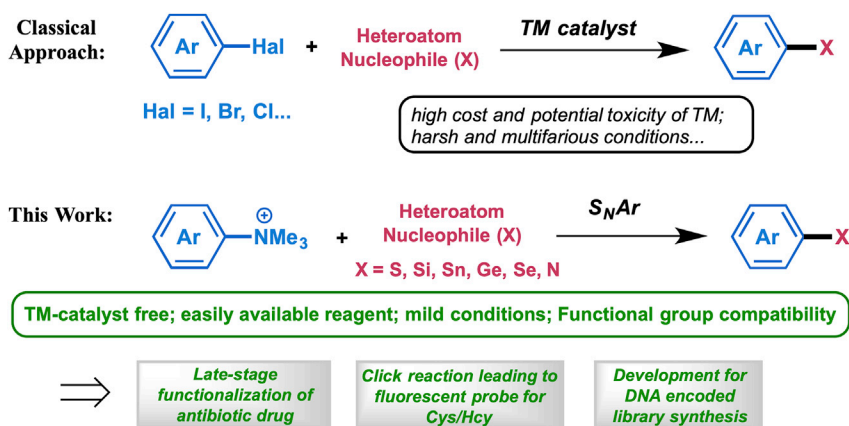 Classical
Approach:
Ar
Hal
+
Heteroatom
Nucleophile (X)
TM catalyst
Ar
X
Hal = I, Br, Cl...
high cost and potential toxicity of TM;
harsh and multifarious conditions...
This Work:
Ar
⊕
NMe₃
+
Heteroatom
Nucleophile (X)
X = S, Si, Sn, Ge, Se, N
SNAr
Ar
X
TM-catalyst free; easily available reagent; mild conditions; Functional group compatibility
Late-stage
functionalization of
antibiotic drug
Click reaction leading to
fluorescent probe for
Cys/Hcy
Development for
DNA encoded
library synthesis